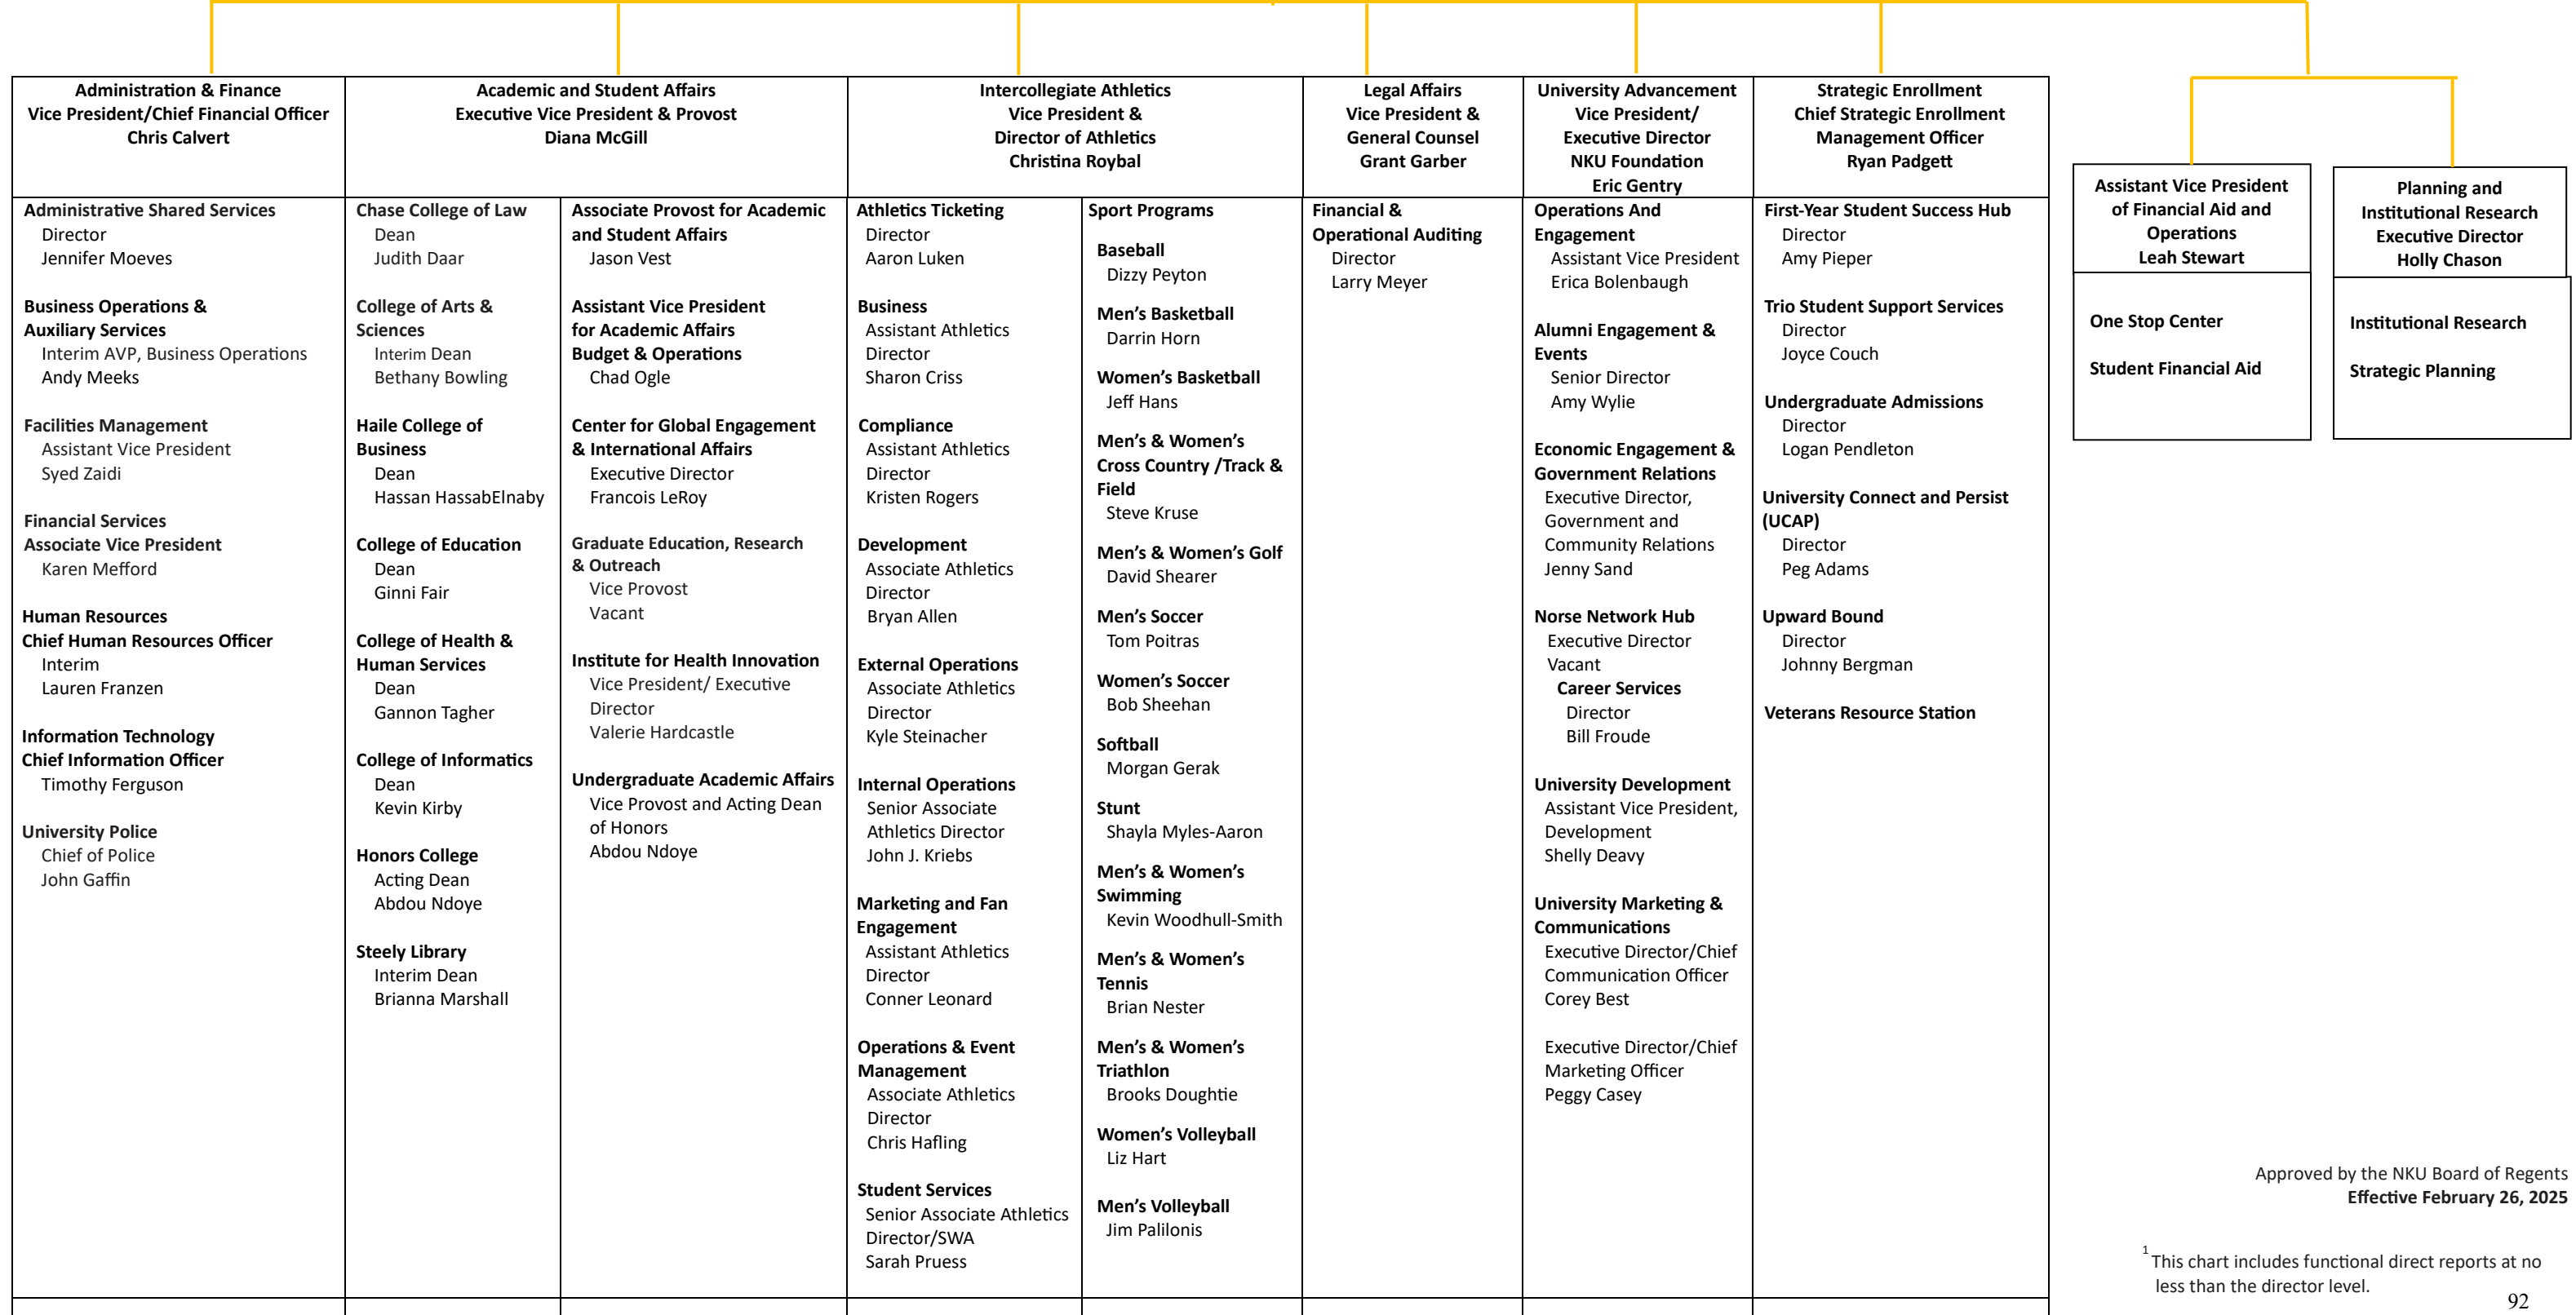 Administration & Finance
Vice President/Chief Financial Officer
Chris Calvert
Academic and Student Affairs
Executive Vice President & Provost
Diana McGill
Intercollegiate Athletics
Vice President &
Director of Athletics
Christina Roybal
Legal Affairs
Vice President &
General Counsel
Grant Garber
University Advancement
Vice President/
Executive Director
NKU Foundation
Eric Gentry
Strategic Enrollment
Chief Strategic Enrollment
Management Officer
Ryan Padgett
Assistant Vice President
of Financial Aid and
Operations
Leah Stewart
Planning and
Institutional Research
Executive Director
Holly Chason
Administrative Shared Services
Director
Jennifer Moeves
Business Operations &
Auxiliary Services
Interim AVP, Business Operations
Andy Meeks
Facilities Management
Assistant Vice President
Syed Zaidi
Financial Services
Associate Vice President
Karen Mefford
Human Resources
Chief Human Resources Officer
Interim
Lauren Franzen
Information Technology
Chief Information Officer
Timothy Ferguson
University Police
Chief of Police
John Gaffin
Chase College of Law
Dean
Judith Daar
College of Arts &
Sciences
Interim Dean
Bethany Bowling
Haile College of
Business
Dean
Hassan HassabElnaby
College of Education
Dean
Ginni Fair
College of Health &
Human Services
Dean
Gannon Tagher
College of Informatics
Dean
Kevin Kirby
Honors College
Acting Dean
Abdou Ndoye
Steely Library
Interim Dean
Brianna Marshall
Associate Provost for Academic
and Student Affairs
Jason Vest
Assistant Vice President
for Academic Affairs
Budget & Operations
Chad Ogle
Center for Global Engagement
& International Affairs
Executive Director
Francois LeRoy
Graduate Education, Research
& Outreach
Vice Provost
Vacant
Institute for Health Innovation
Vice President/ Executive
Director
Valerie Hardcastle
Undergraduate Academic Affairs
Vice Provost and Acting Dean
of Honors
Abdou Ndoye
Athletics Ticketing
Director
Aaron Luken
Business
Assistant Athletics
Director
Sharon Criss
Compliance
Assistant Athletics
Director
Kristen Rogers
Development
Associate Athletics
Director
Bryan Allen
External Operations
Associate Athletics
Director
Kyle Steinacher
Internal Operations
Senior Associate
Athletics Director
John J. Kriebs
Marketing and Fan
Engagement
Assistant Athletics
Director
Conner Leonard
Operations & Event
Management
Associate Athletics
Director
Chris Hafling
Student Services
Senior Associate Athletics
Director/SWA
Sarah Pruess
Sport Programs
Baseball
Dizzy Peyton
Men's Basketball
Darrin Horn
Women's Basketball
Jeff Hans
Men's & Women's
Cross Country /Track &
Field
Steve Kruse
Men's & Women's Golf
David Shearer
Men's Soccer
Tom Poitras
Women's Soccer
Bob Sheehan
Softball
Morgan Gerak
Stunt
Shayla Myles-Aaron
Men's & Women's
Swimming
Kevin Woodhull-Smith
Men's & Women's
Tennis
Brian Nester
Men's & Women's
Triathlon
Brooks Doughtie
Women's Volleyball
Liz Hart
Men's Volleyball
Jim Palilonis
Financial &
Operational Auditing
Director
Larry Meyer
Operations And
Engagement
Assistant Vice President
Erica Bolenbaugh
Alumni Engagement &
Events
Senior Director
Amy Wylie
Economic Engagement &
Government Relations
Executive Director,
Government and
Community Relations
Jenny Sand
Norse Network Hub
Executive Director
Vacant
Career Services
Director
Bill Froude
University Development
Assistant Vice President,
Development
Shelly Deavy
University Marketing &
Communications
Executive Director/Chief
Communication Officer
Corey Best
Executive Director/Chief
Marketing Officer
Peggy Casey
First-Year Student Success Hub
Director
Amy Pieper
Trio Student Support Services
Director
Joyce Couch
Undergraduate Admissions
Director
Logan Pendleton
University Connect and Persist
(UCAP)
Director
Peg Adams
Upward Bound
Director
Johnny Bergman
Veterans Resource Station
One Stop Center
Student Financial Aid
Institutional Research
Strategic Planning
Approved by the NKU Board of Regents
Effective February 26, 2025
1 This chart includes functional direct reports at no
less than the director level.
92